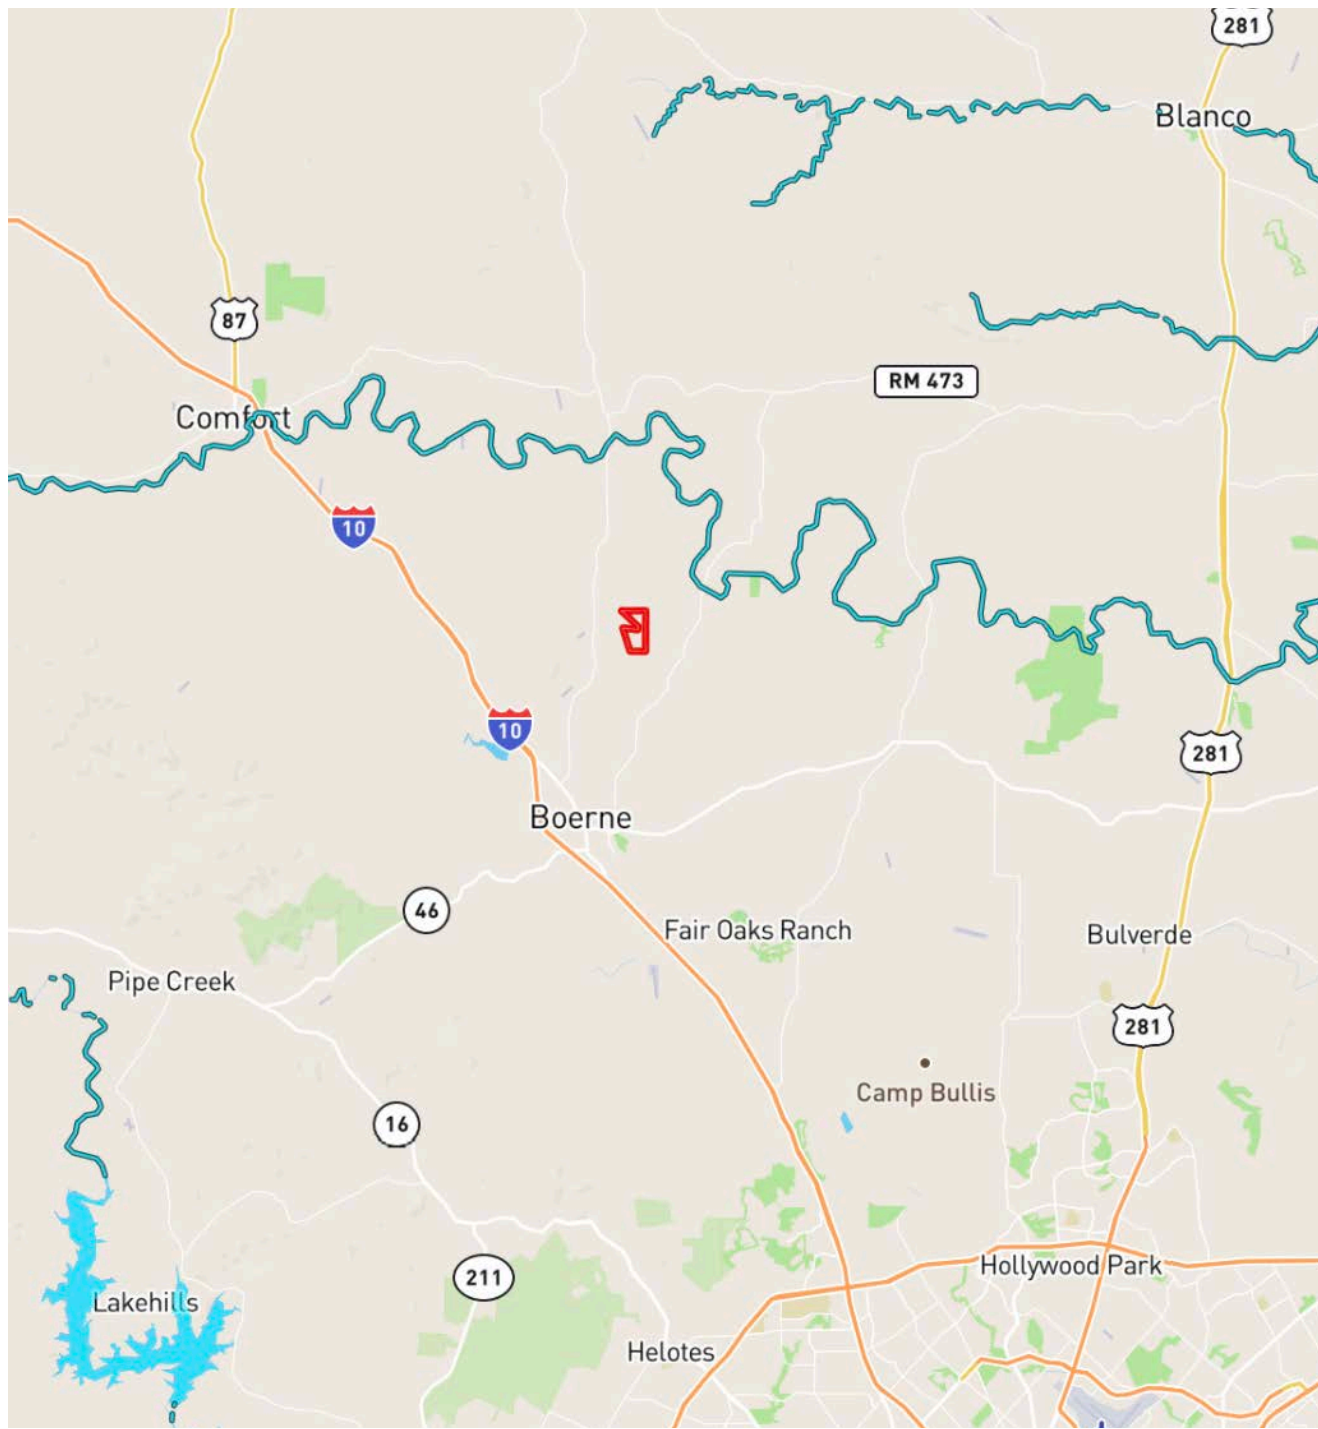 281
Blanco
87
RM 473
Comfort
10
10
281
Boerne
46
Fair Oaks Ranch
Bulverde
Pipe Creek
281
Camp Bullis
16
Hollywood Park
211
Lakehills
Helotes